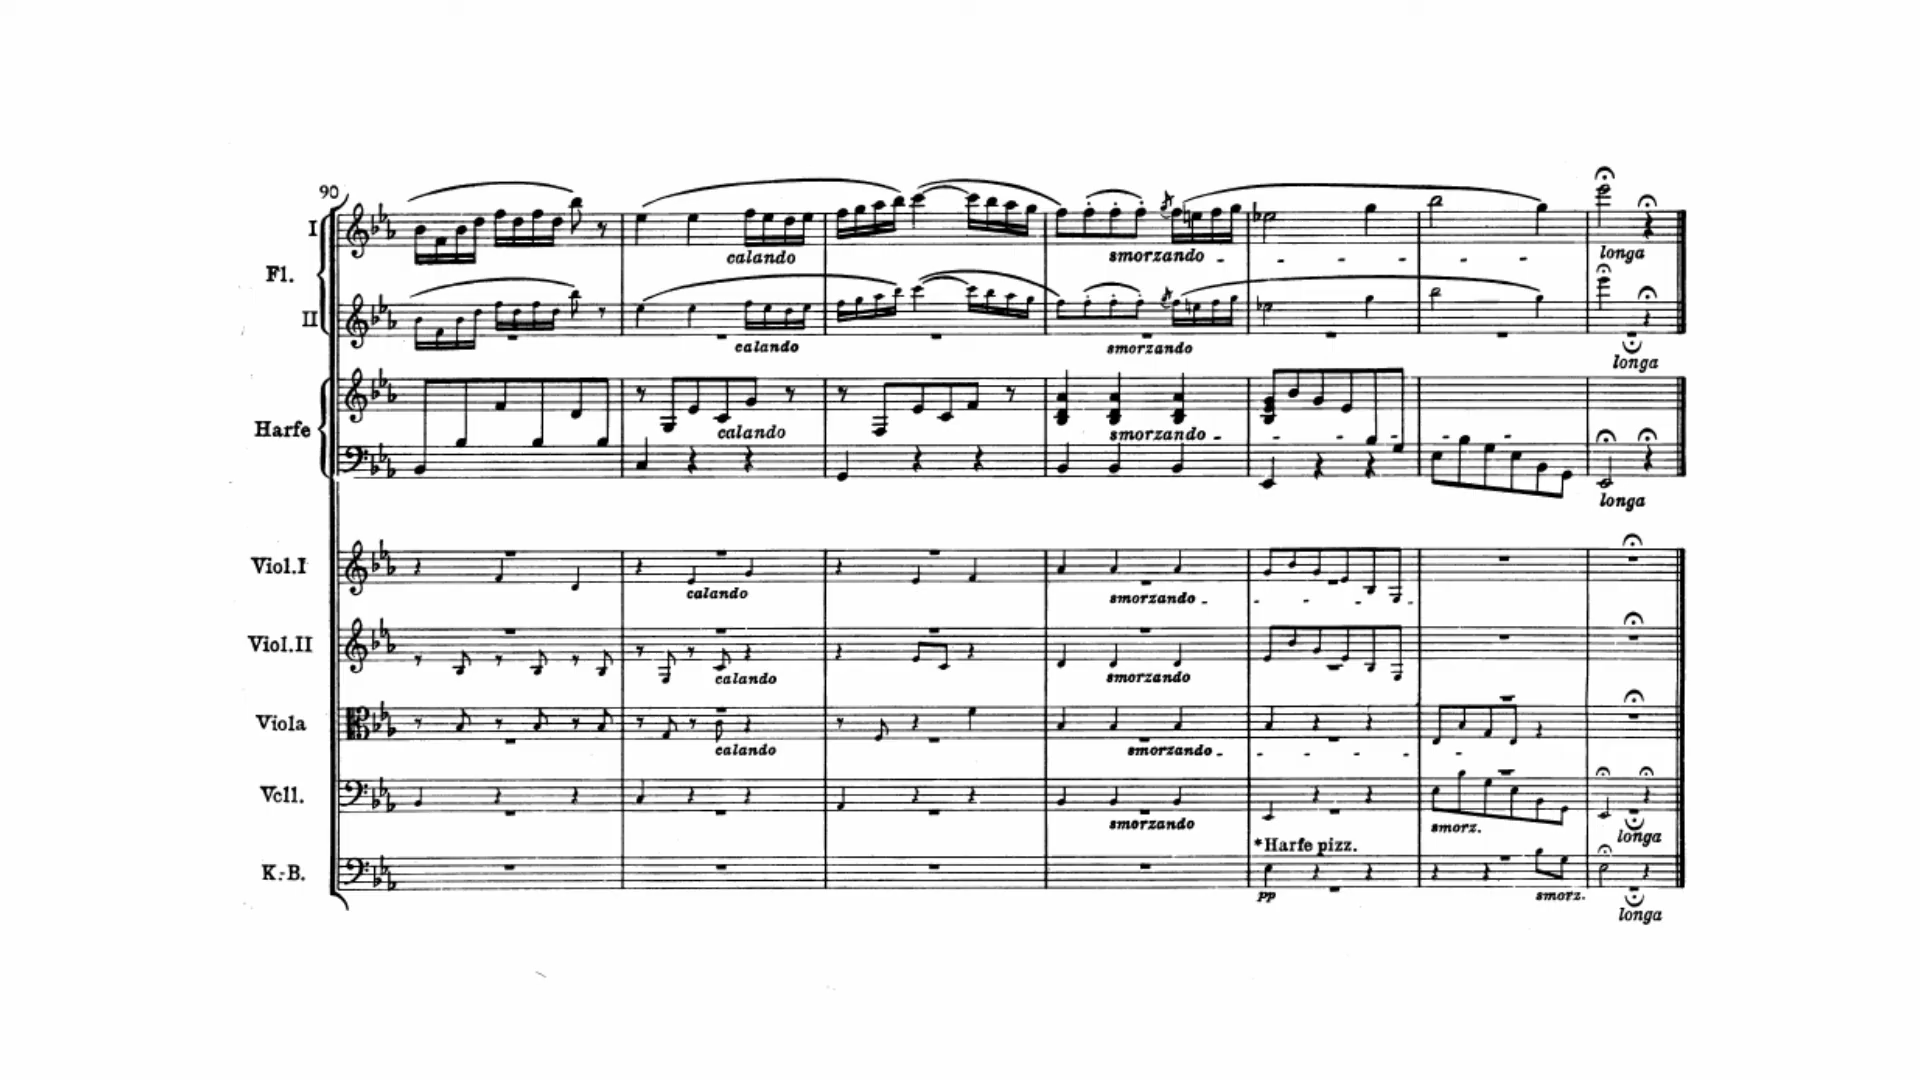 90
I
calando
smorzando
longa
Fl.
II
calando
smorzando
longa
Harfe
calando
smorzando
longa
Viol.I
calando
smorzando
Viol.II
calando
smorzando
Viola
calando
smorzando
Vcll.
smorzando
smorz.
longa
*Harfe pizz.
K.-B.
pp
smorz.
longa